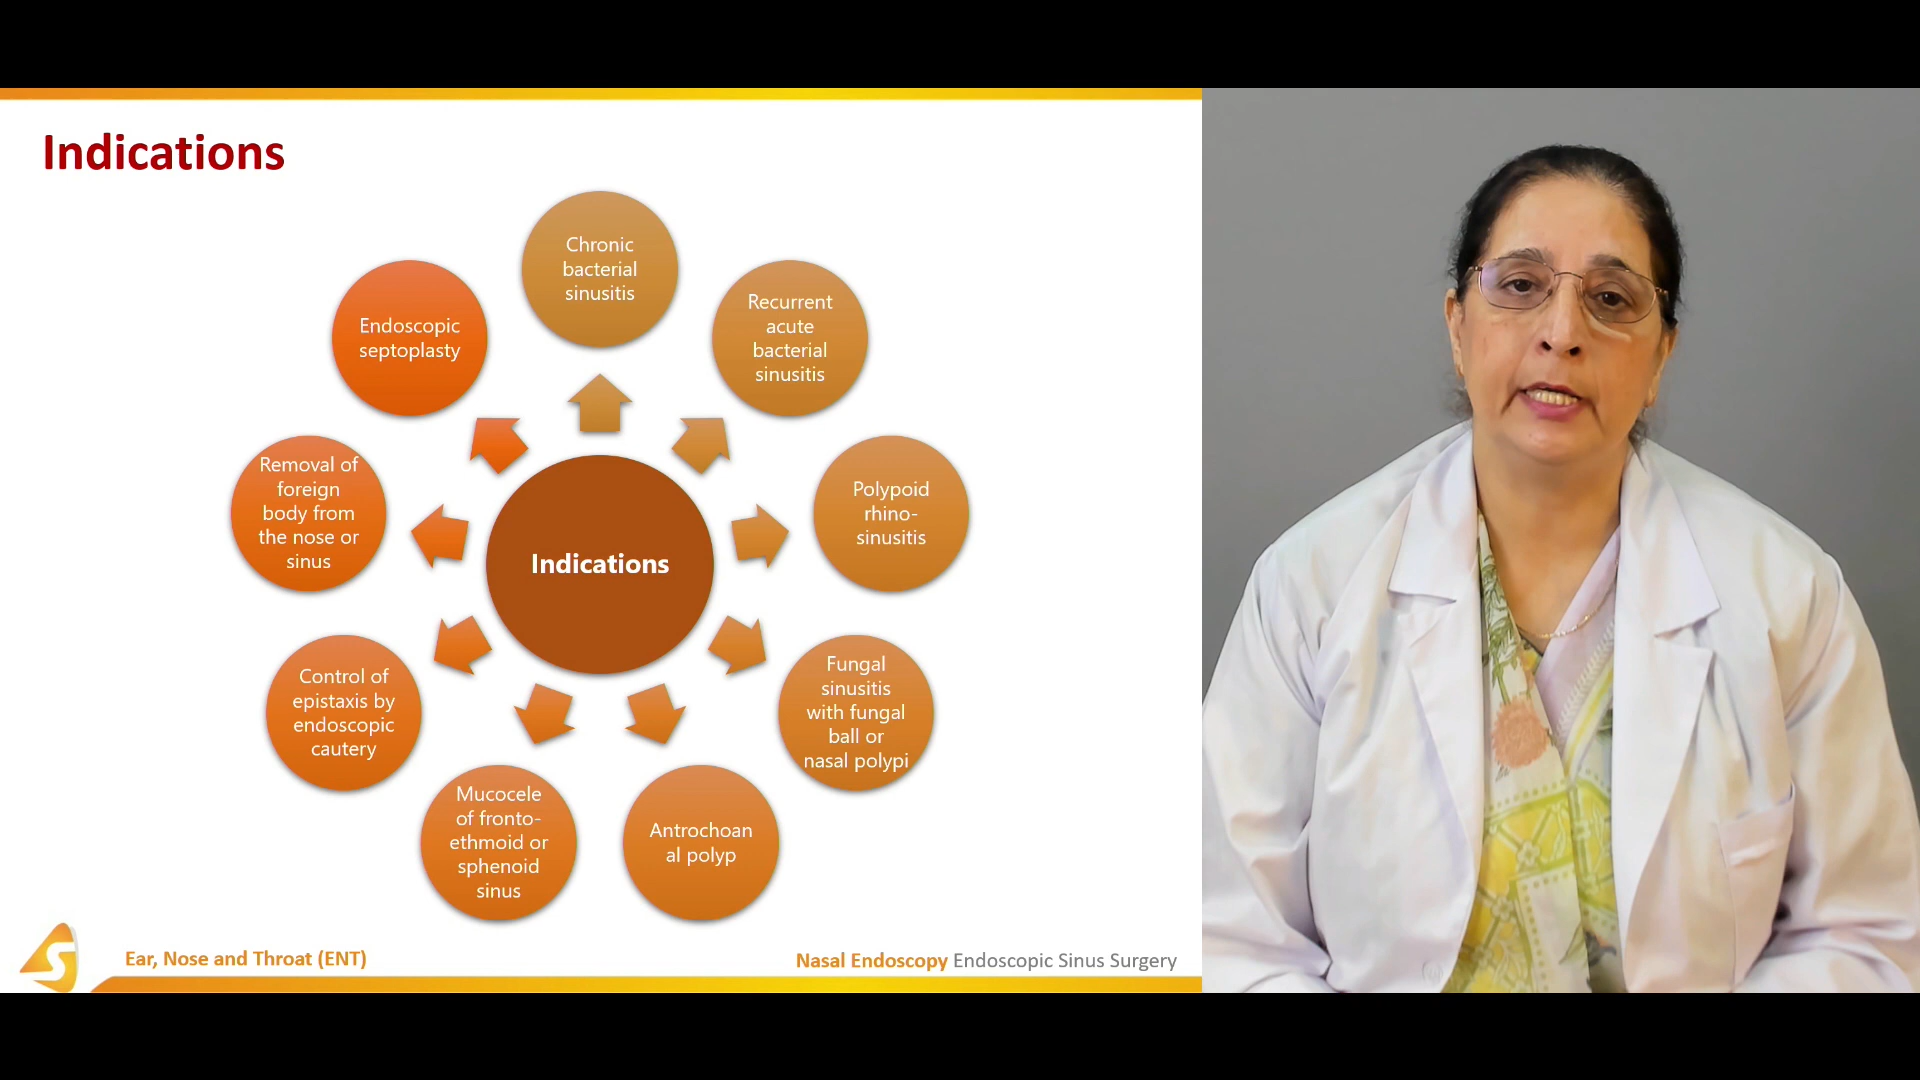 Indications
Chronic
bacterial
sinusitis
Recurrent
acute
bacterial
sinusitis
Polypoid
rhino-
sinusitis
Fungal
sinusitis
with fungal
ball or
nasal polypi
Antrochoan
al polyp
Mucocele
of fronto-
ethmoid or
sphenoid
sinus
Control of
epistaxis by
endoscopic
cautery
Removal of
foreign
body from
the nose or
sinus
Endoscopic
septoplasty
Indications
S
Ear, Nose and Throat (ENT)
Nasal Endoscopy Endoscopic Sinus Surgery